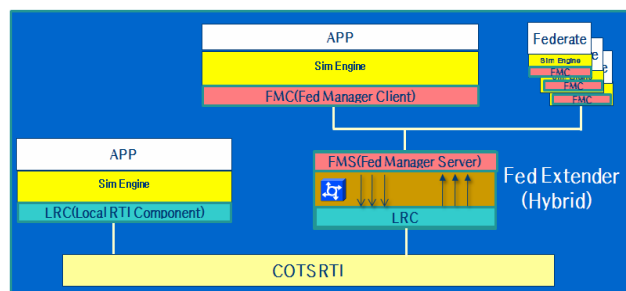 APP
Sim Engine
FMC(Fed Manager Client)
Federate
Sim Engine
FMC
FMC
FMC
FMS(Fed Manager Server)
LRC
Fed Extender
(Hybrid)
APP
Sim Engine
LRC(Local RTI Component)
COTS RTI